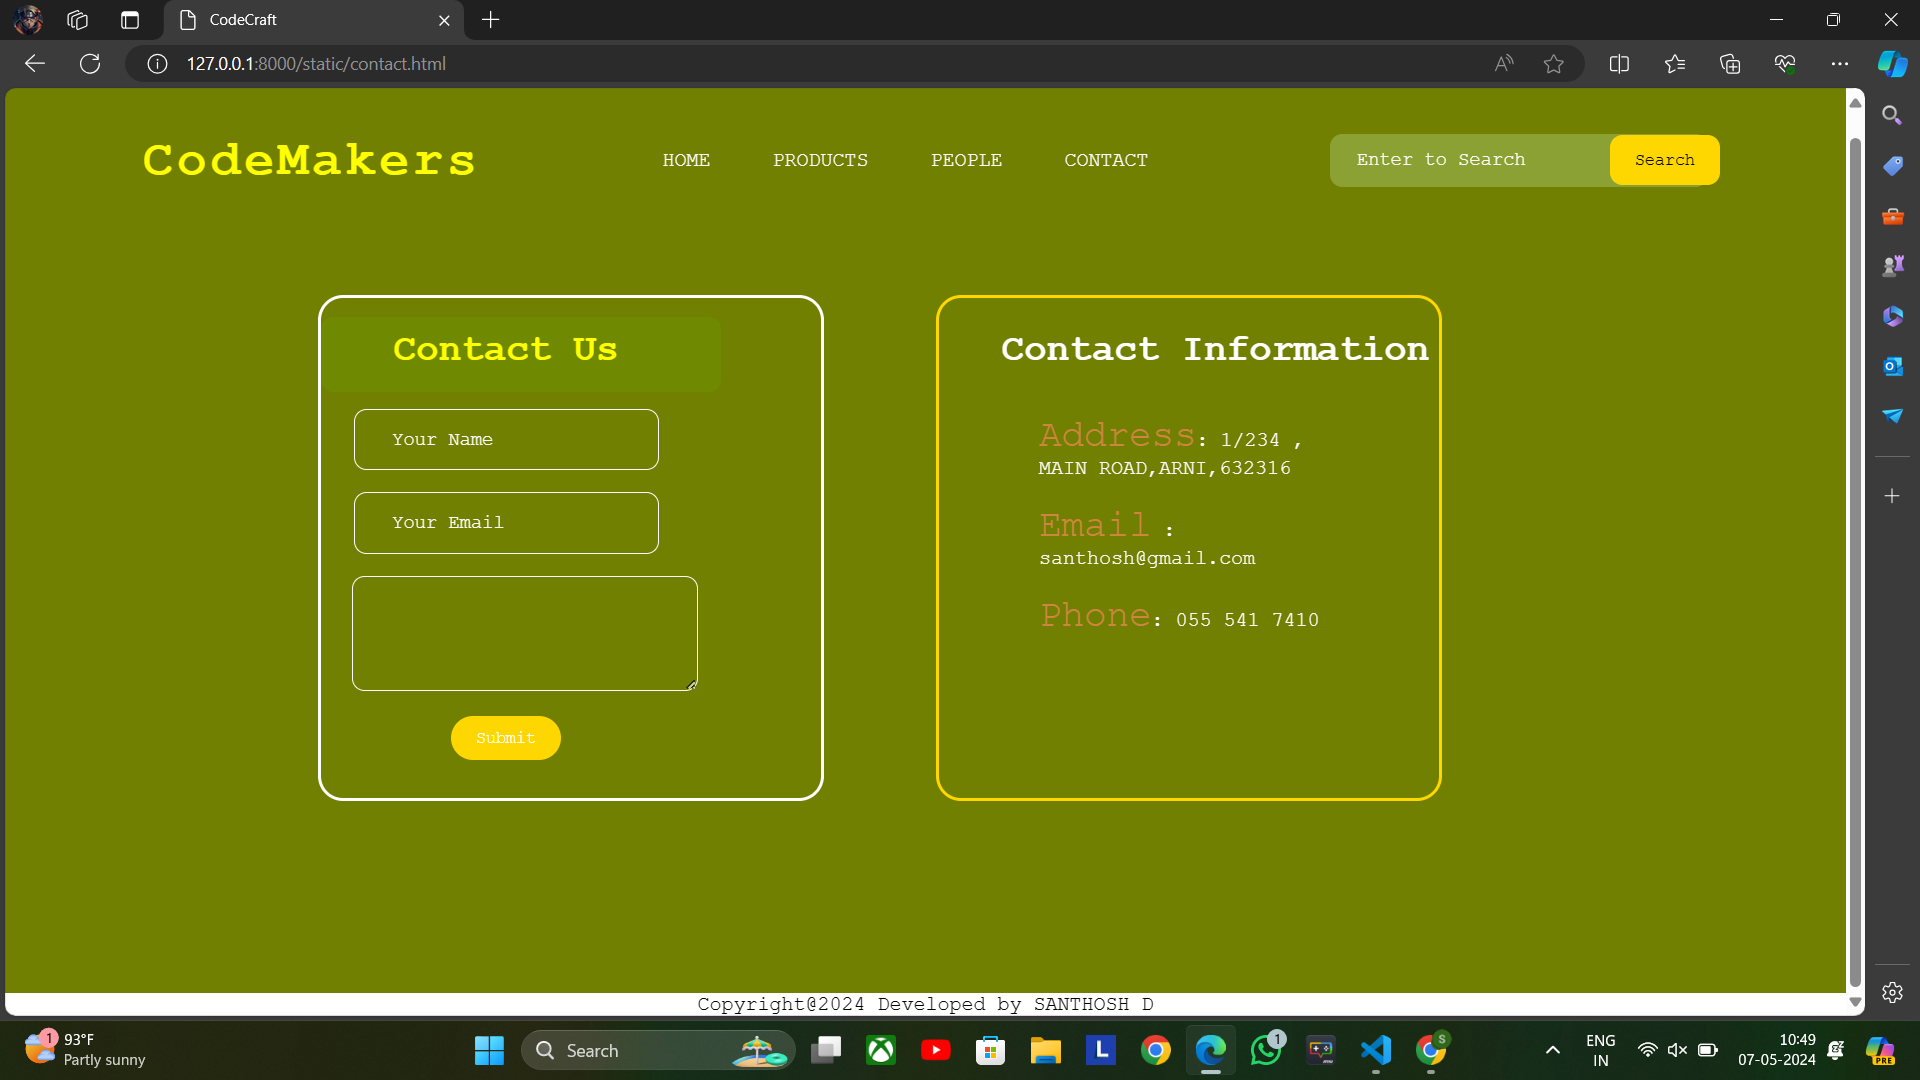 CodeCraft
127.0.0.1:8000/static/contact.html
CodeMakers
HOME PRODUCTS PEOPLE CONTACT
Enter to Search
Search
Contact Us
Your Name
Your Email
Submit
Contact Information
Address: 1/234 ,
MAIN ROAD,ARNI,632316
Email :
santhosh@gmail.com
Phone: 055 541 7410
Copyright@2024 Developed by SANTHOSH D
1
93°F
Partly sunny
Search
L
1
S
ENG
IN
10:49
07-05-2024
PRE